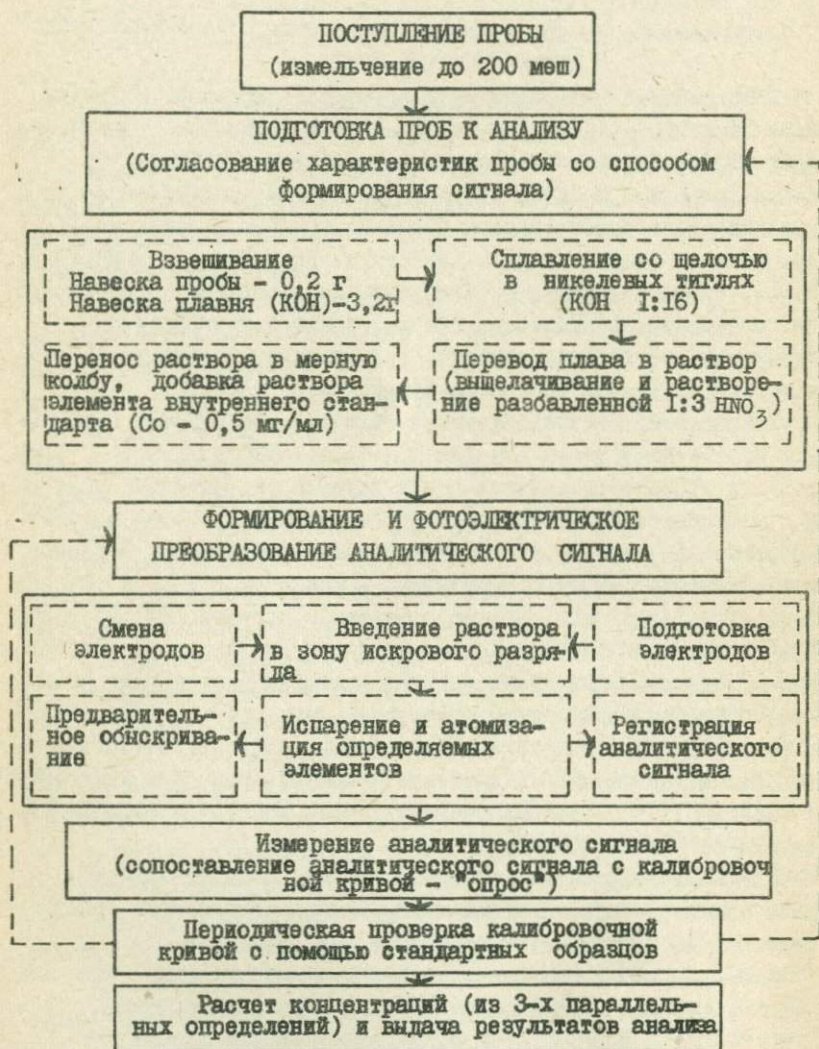 ПОСТУПЛЕНИЕ ПРОБЫ
(измельчение до 200 меш)
ПОДГОТОВКА ПРОБ К АНАЛИЗУ
(Согласование характеристик пробы со способом
формирования сигнала)
Взвешивание
Навеска пробы - 0,2 г
Навеска плавня (КОН)-3,2г
Сплавление со щелочью
в никелевых тиглях
(КОН I:I6)
Перенос раствора в мерную
колбу, добавка раствора
элемента внутреннего стан-
дарта (Со - 0,5 мг/мл)
Перевод плава в раствор
(выщелачивание и растворе-
ние разбавленной I:3 HNO3)
ФОРМИРОВАНИЕ И ФОТОЭЛЕКТРИЧЕСКОЕ
ПРЕОБРАЗОВАНИЕ АНАЛИТИЧЕСКОГО СИГНАЛА
Смена
электродов
Введение раствора
в зону искрового разря-
да
Подготовка
электродов
Предваритель-
ное обыскрива-
ние
Испарение и атомиза-
ция определяемых
элементов
Регистрация
аналитического
сигнала
Измерение аналитического сигнала
(сопоставление аналитического сигнала с калибровоч
ной кривой - "опрос")
Периодическая проверка калибровочной
кривой с помощью стандартных образцов
Расчет концентраций (из 3-х параллель-
ных определений) и выдача результатов анализа